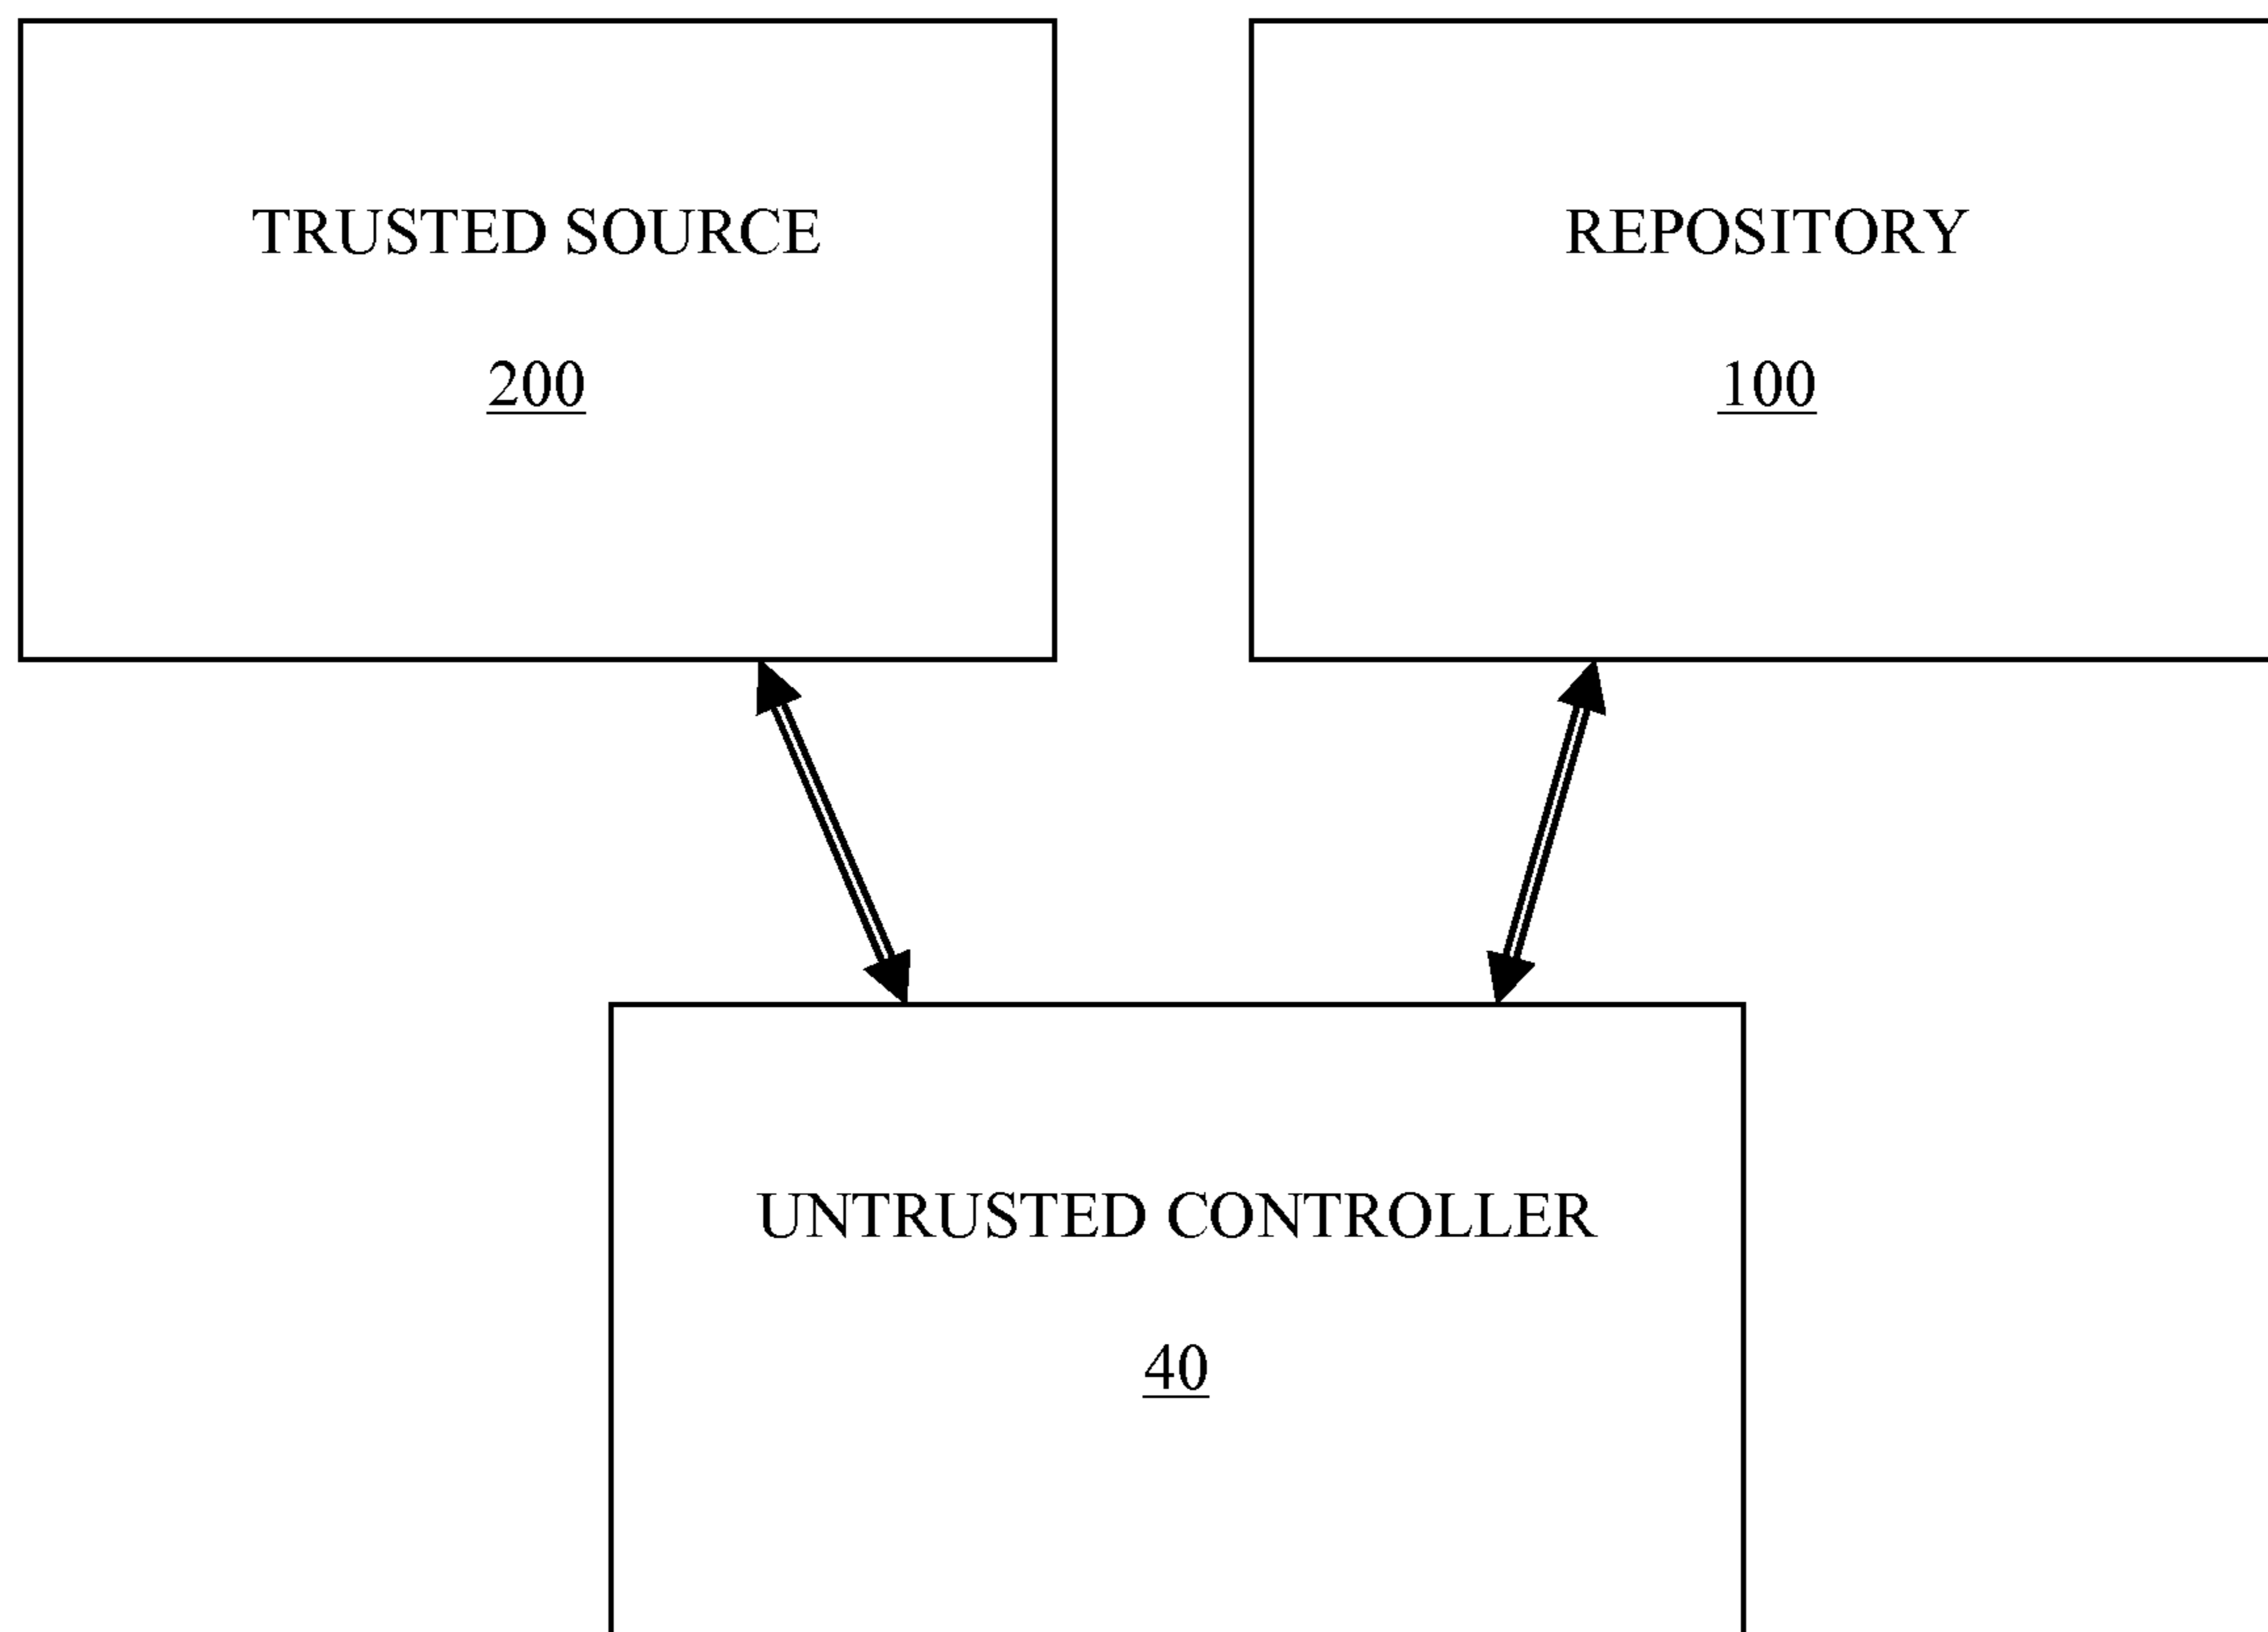 TRUSTED SOURCE
200
REPOSITORY
100
UNTRUSTED CONTROLLER
40